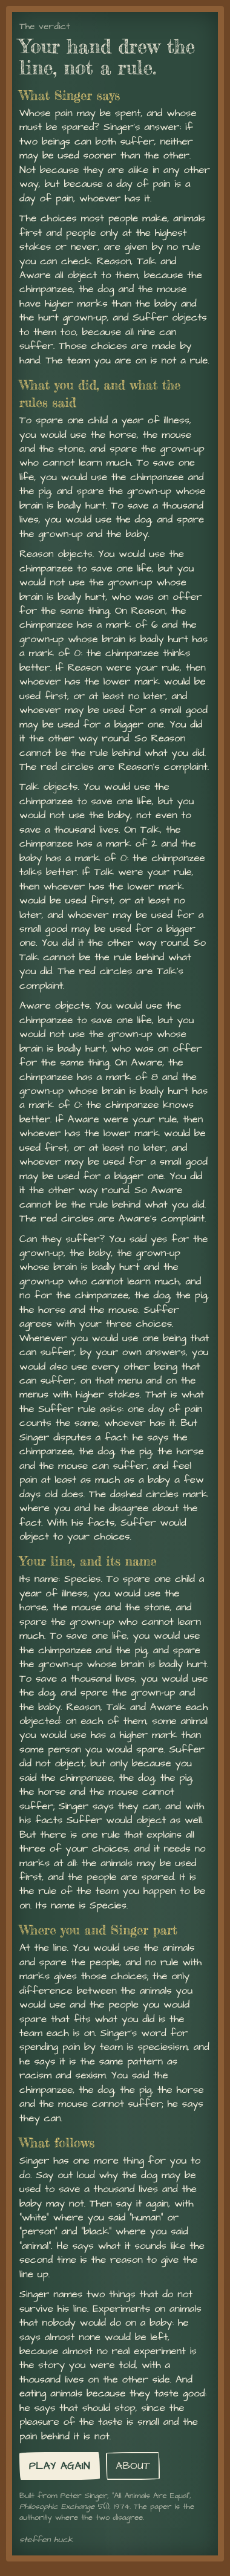 The verdict
Your hand drew the
line, not a rule.
What Singer says
Whose pain may be spent, and whose
must be spared? Singer's answer: if
two beings can both suffer, neither
may be used sooner than the other.
Not because they are alike in any other
way, but because a day of pain is a
day of pain, whoever has it.
The choices most people make, animals
first and people only at the highest
stakes or never, are given by no rule
you can check. Reason, Talk and
Aware all object to them, because the
chimpanzee, the dog and the mouse
have higher marks than the baby and
the hurt grown-up, and Suffer objects
to them too, because all nine can
suffer. Those choices are made by
hand. The team you are on is not a rule.
What you did, and what the
rules said
To spare one child a year of illness,
you would use the horse, the mouse
and the stone, and spare the grown-up
who cannot learn much. To save one
life, you would use the chimpanzee and
the pig, and spare the grown-up whose
brain is badly hurt. To save a thousand
lives, you would use the dog, and spare
the grown-up and the baby.
Reason objects. You would use the
chimpanzee to save one life, but you
would not use the grown-up whose
brain is badly hurt, who was on offer
for the same thing. On Reason, the
chimpanzee has a mark of 6 and the
grown-up whose brain is badly hurt has
a mark of 0: the chimpanzee thinks
better. If Reason were your rule, then
whoever has the lower mark would be
used first, or at least no later, and
whoever may be used for a small good
may be used for a bigger one. You did
it the other way round. So Reason
cannot be the rule behind what you did.
The red circles are Reason's complaint.
Talk objects. You would use the
chimpanzee to save one life, but you
would not use the baby, not even to
save a thousand lives. On Talk, the
chimpanzee has a mark of 2 and the
baby has a mark of 0: the chimpanzee
talks better. If Talk were your rule,
then whoever has the lower mark
would be used first, or at least no
later, and whoever may be used for a
small good may be used for a bigger
one. You did it the other way round. So
Talk cannot be the rule behind what
you did. The red circles are Talk's
complaint.
Aware objects. You would use the
chimpanzee to save one life, but you
would not use the grown-up whose
brain is badly hurt, who was on offer
for the same thing. On Aware, the
chimpanzee has a mark of 8 and the
grown-up whose brain is badly hurt has
a mark of 0: the chimpanzee knows
better. If Aware were your rule, then
whoever has the lower mark would be
used first, or at least no later, and
whoever may be used for a small good
may be used for a bigger one. You did
it the other way round. So Aware
cannot be the rule behind what you did.
The red circles are Aware's complaint.
Can they suffer? You said yes for the
grown-up, the baby, the grown-up
whose brain is badly hurt and the
grown-up who cannot learn much, and
no for the chimpanzee, the dog, the pig,
the horse and the mouse. Suffer
agrees with your three choices.
Whenever you would use one being that
can suffer, by your own answers, you
would also use every other being that
can suffer, on that menu and on the
menus with higher stakes. That is what
the Suffer rule asks: one day of pain
counts the same, whoever has it. But
Singer disputes a fact: he says the
chimpanzee, the dog, the pig, the horse
and the mouse can suffer, and feel
pain at least as much as a baby a few
days old does. The dashed circles mark
where you and he disagree about the
fact. With his facts, Suffer would
object to your choices.
Your line, and its name
Its name: Species. To spare one child a
year of illness, you would use the
horse, the mouse and the stone, and
spare the grown-up who cannot learn
much. To save one life, you would use
the chimpanzee and the pig, and spare
the grown-up whose brain is badly hurt.
To save a thousand lives, you would use
the dog, and spare the grown-up and
the baby. Reason, Talk and Aware each
objected: on each of them, some animal
you would use has a higher mark than
some person you would spare. Suffer
did not object, but only because you
said the chimpanzee, the dog, the pig,
the horse and the mouse cannot
suffer; Singer says they can, and with
his facts Suffer would object as well.
But there is one rule that explains all
three of your choices, and it needs no
marks at all: the animals may be used
first, and the people are spared. It is
the rule of the team you happen to be
on. Its name is Species.
Where you and Singer part
At the line. You would use the animals
and spare the people, and no rule with
marks gives those choices; the only
difference between the animals you
would use and the people you would
spare that fits what you did is the
team each is on. Singer's word for
spending pain by team is speciesism, and
he says it is the same pattern as
racism and sexism. You said the
chimpanzee, the dog, the pig, the horse
and the mouse cannot suffer; he says
they can.
What follows
Singer has one more thing for you to
do. Say out loud why the dog may be
used to save a thousand lives and the
baby may not. Then say it again, with
"white" where you said "human" or
"person" and "black" where you said
"animal". He says what it sounds like the
second time is the reason to give the
line up.
Singer names two things that do not
survive his line. Experiments on animals
that nobody would do on a baby: he
says almost none would be left,
because almost no real experiment is
the story you were told, with a
thousand lives on the other side. And
eating animals because they taste good:
he says that should stop, since the
pleasure of the taste is small and the
pain behind it is not.
PLAY AGAIN
ABOUT
Built from Peter Singer, "All Animals Are Equal",
Philosophic Exchange 5(1), 1974. The paper is the
authority where the two disagree.
steffen huck